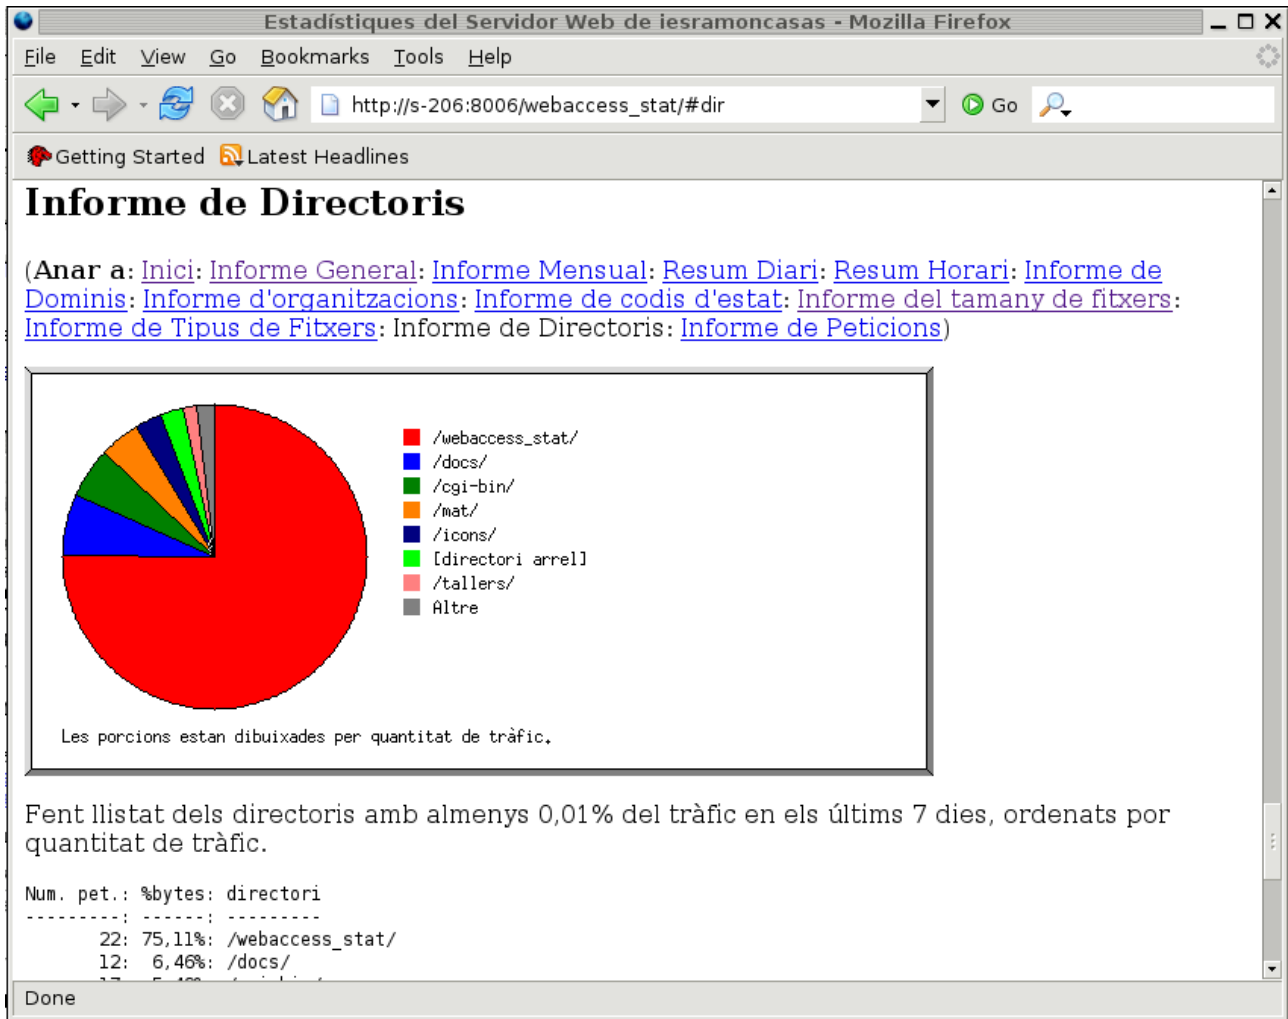 Estadístiques del Servidor Web de iesramoncasas - Mozilla Firefox
File Edit View Go Bookmarks Tools Help
http://s-206:8006/webaccess_stat/#dir Go
Getting Started Latest Headlines
Informe de Directoris
(Anar a: Inici: Informe General: Informe Mensual: Resum Diari: Resum Horari: Informe de
Dominis: Informe d'organitzacions: Informe de codis d'estat: Informe del tamany de fitxers:
Informe de Tipus de Fitxers: Informe de Directoris: Informe de Peticions)
/webaccess_stat/
/docs/
/cgi-bin/
/mat/
/icons/
[directori arrel]
/tallers/
Altre
Les porcions estan dibuixades per quantitat de tràfic.
Fent llistat dels directoris amb almenys 0,01% del tràfic en els últims 7 dies, ordenats por
quantitat de tràfic.
Num. pet.: %bytes: directori
---------: ------: ---------
22: 75,11%: /webaccess_stat/
12: 6,46%: /docs/
Done